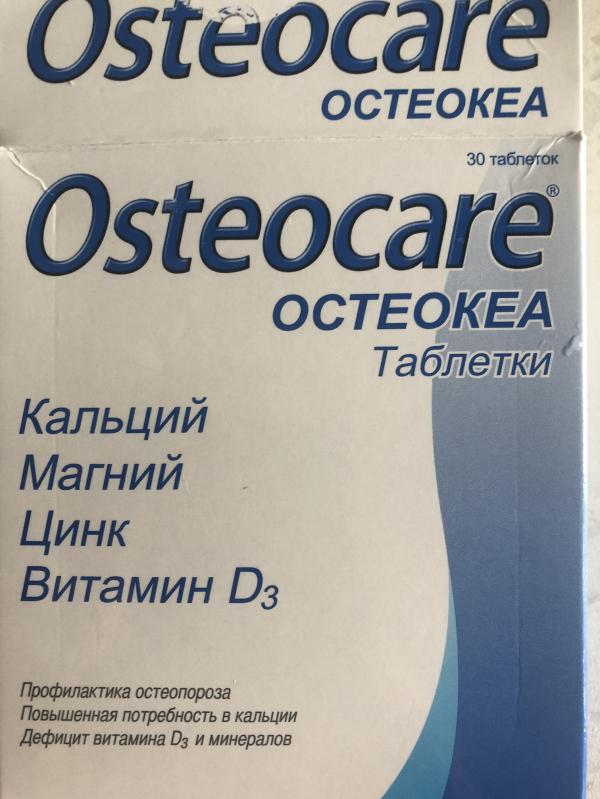 Osteocare
ОСТЕОКЕА
30 таблеток
Osteocare®
ОСТЕОКЕА
Таблетки
Кальций
Магний
Цинк
Витамин D3
Профилактика остеопороза
Повышенная потребность в кальции
Дефицит витамина D3 и минералов